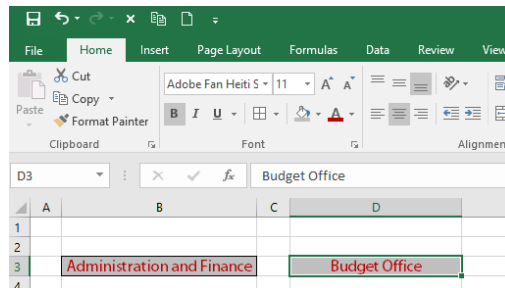 File Home Insert Page Layout Formulas Data Review View
Cut
Copy
Format Painter
Paste
Adobe Fan Heiti S 11 A A
B I U A
Clipboard Font Alignmen
D3 fx Budget Office
A B C D
1
2
3 Administration and Finance Budget Office
4